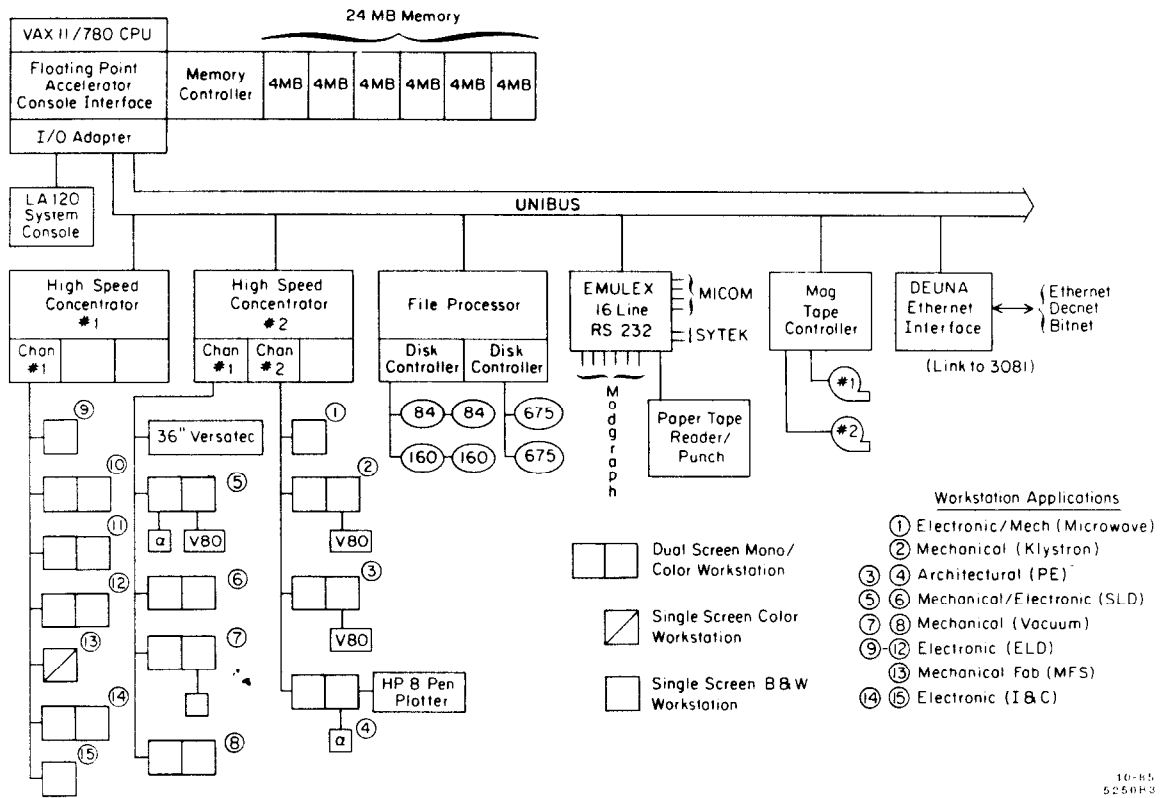 24 MB Memory
VAX 11/780 CPU
Floating Point
Accelerator
Console Interface
Memory
Controller
4MB 4MB 4MB 4MB 4MB 4MB
I/O Adapter
LA120
System
Console
UNIBUS
High Speed
Concentrator
#1
Chan
#1
High Speed
Concentrator
#2
Chan
#1
Chan
#2
File Processor
Disk
Controller
Disk
Controller
EMULEX
16 Line
RS 232
MICOM
SYTEK
Modgraph
Mag
Tape
Controller
DEUNA
Ethernet
Interface
Ethernet
Decnet
Bitnet
(Link to 3081)
#1
#2
Paper Tape
Reader/
Punch
84 84 675
160 160 675
9
10
11
12
13
14
15
36" Versatec
5
α V80
6
7
8
1
2
V80
3
V80
HP 8 Pen
Plotter
α 4
Dual Screen Mono/
Color Workstation
Single Screen Color
Workstation
Single Screen B&W
Workstation
Workstation Applications
1 Electronic/Mech (Microwave)
2 Mechanical (Klystron)
3 4 Architectural (PE)
5 6 Mechanical/Electronic (SLD)
7 8 Mechanical (Vacuum)
9-12 Electronic (ELD)
13 Mechanical Fab (MFS)
14 15 Electronic (I&C)
10-85
5250B3